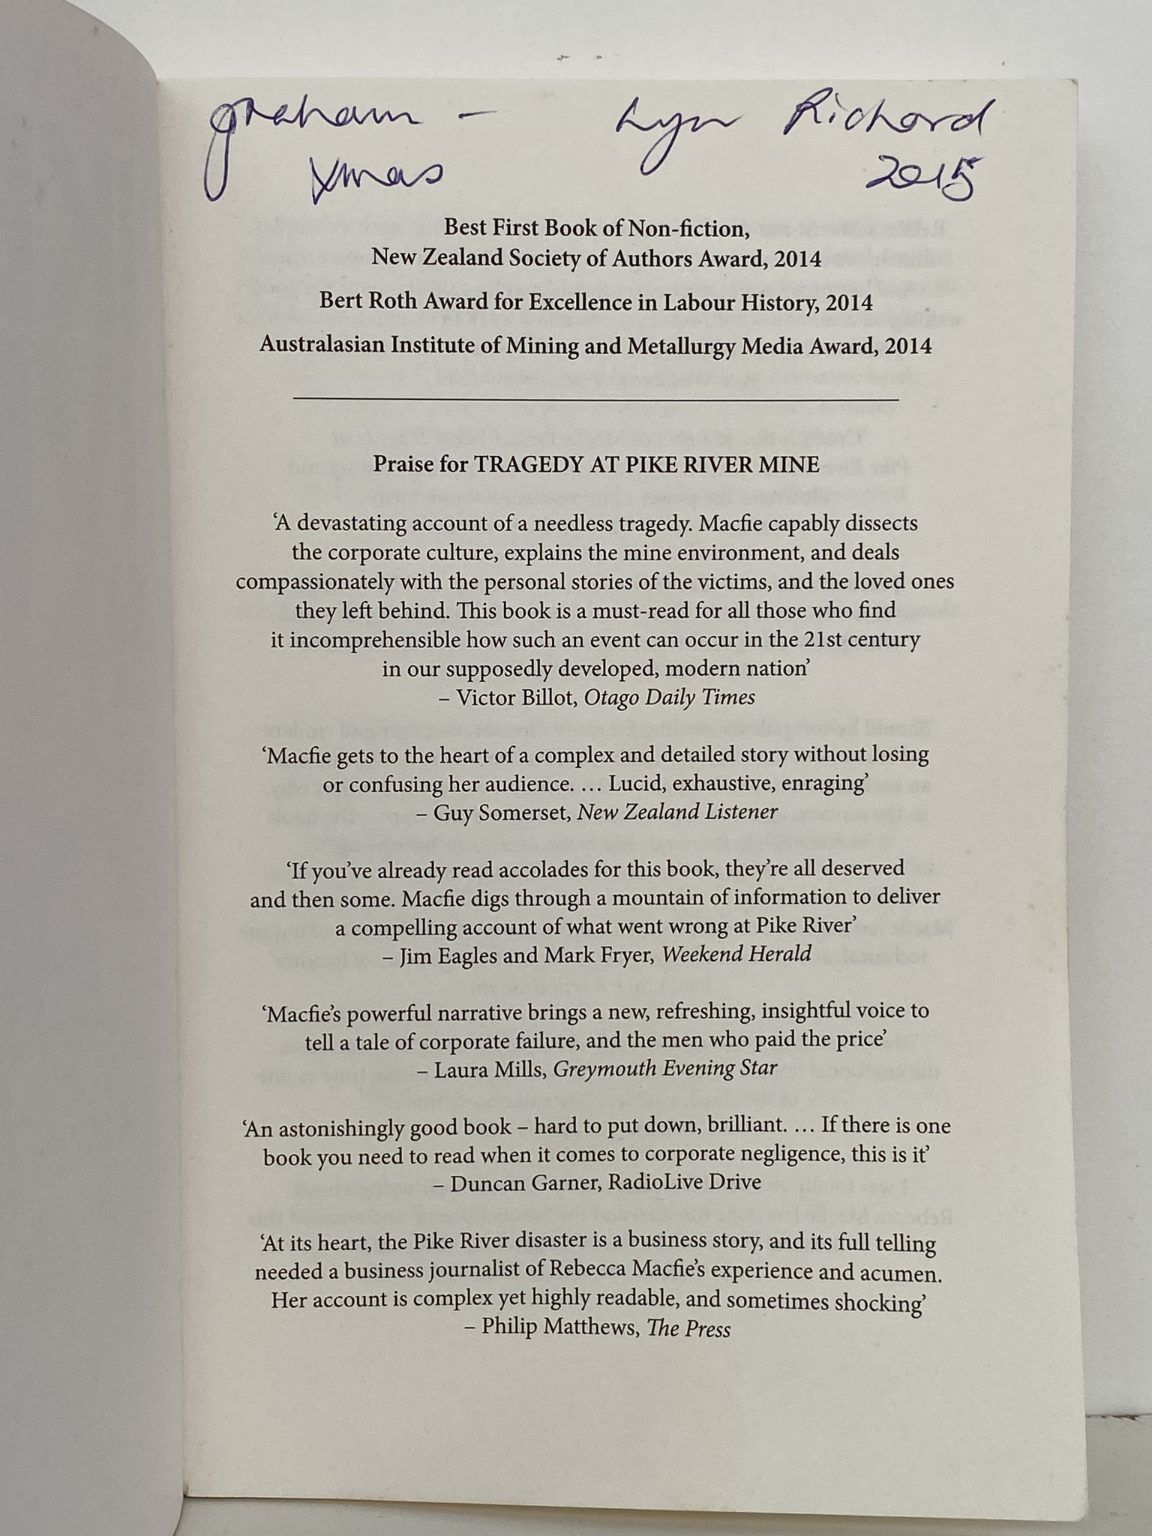 Graham – Lyn Richard
Xmas 2015
Best First Book of Non-fiction,
New Zealand Society of Authors Award, 2014
Bert Roth Award for Excellence in Labour History, 2014
Australasian Institute of Mining and Metallurgy Media Award, 2014
Praise for TRAGEDY AT PIKE RIVER MINE
‘A devastating account of a needless tragedy. Macfie capably dissects
the corporate culture, explains the mine environment, and deals
compassionately with the personal stories of the victims, and the loved ones
they left behind. This book is a must-read for all those who find
it incomprehensible how such an event can occur in the 21st century
in our supposedly developed, modern nation’
– Victor Billot, Otago Daily Times
‘Macfie gets to the heart of a complex and detailed story without losing
or confusing her audience. … Lucid, exhaustive, enraging’
– Guy Somerset, New Zealand Listener
‘If you’ve already read accolades for this book, they’re all deserved
and then some. Macfie digs through a mountain of information to deliver
a compelling account of what went wrong at Pike River’
– Jim Eagles and Mark Fryer, Weekend Herald
‘Macfie’s powerful narrative brings a new, refreshing, insightful voice to
tell a tale of corporate failure, and the men who paid the price’
– Laura Mills, Greymouth Evening Star
‘An astonishingly good book – hard to put down, brilliant. … If there is one
book you need to read when it comes to corporate negligence, this is it’
– Duncan Garner, RadioLive Drive
‘At its heart, the Pike River disaster is a business story, and its full telling
needed a business journalist of Rebecca Macfie’s experience and acumen.
Her account is complex yet highly readable, and sometimes shocking’
– Philip Matthews, The Press